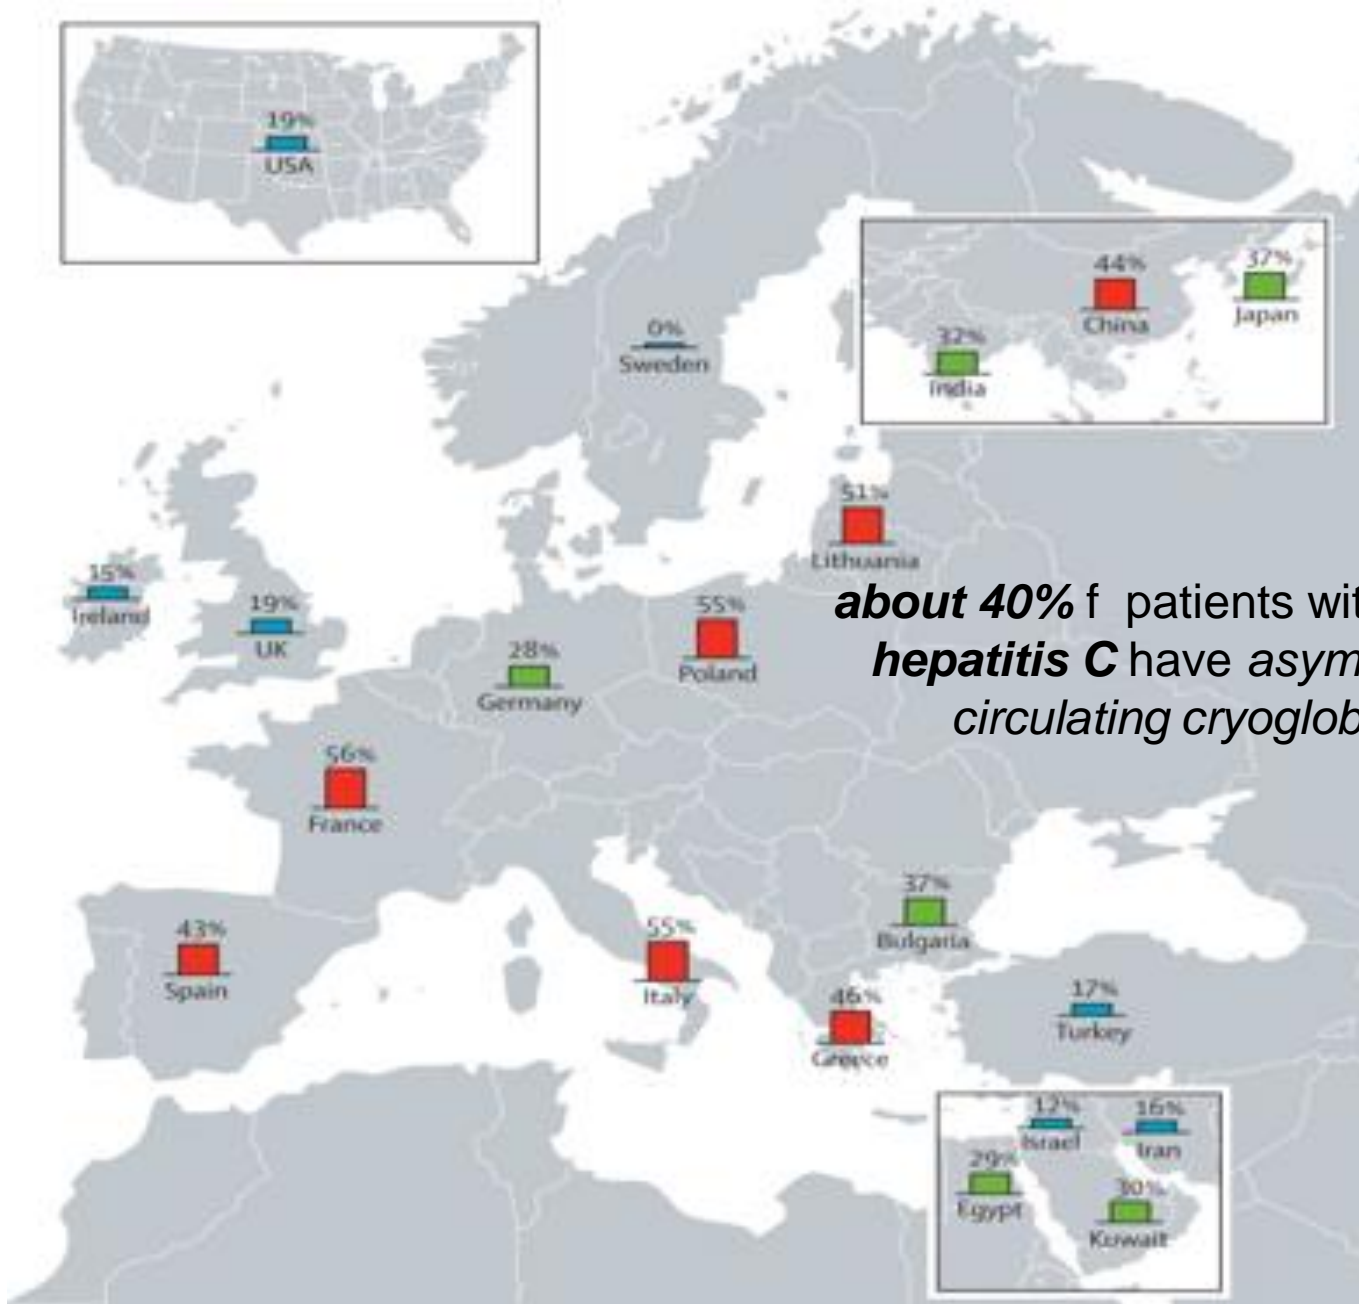 19%
USA
44%
China
37%
Japan
32%
India
0%
Sweden
51%
Lithuania
15%
Ireland
19%
UK
28%
Germany
55%
Poland
about 40% f patients wit
hepatitis C have asym
circulating cryoglob
56%
France
43%
Spain
55%
Italy
37%
Bulgaria
46%
Greece
17%
Turkey
12%
Israel
16%
Iran
29%
Egypt
30%
Kuwait